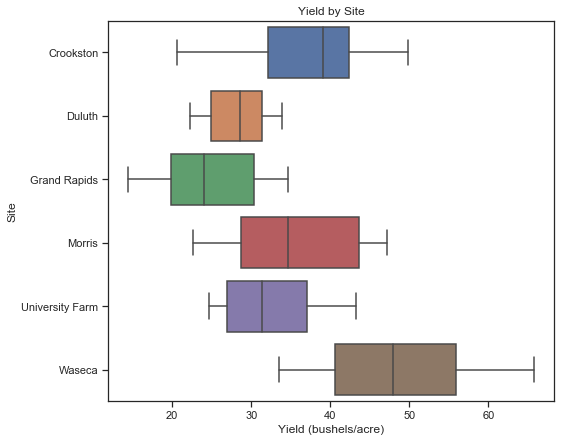 Yield by Site
Site
Crookston
Duluth
Grand Rapids
Morris
University Farm
Waseca
20 30 40 50 60
Yield (bushels/acre)